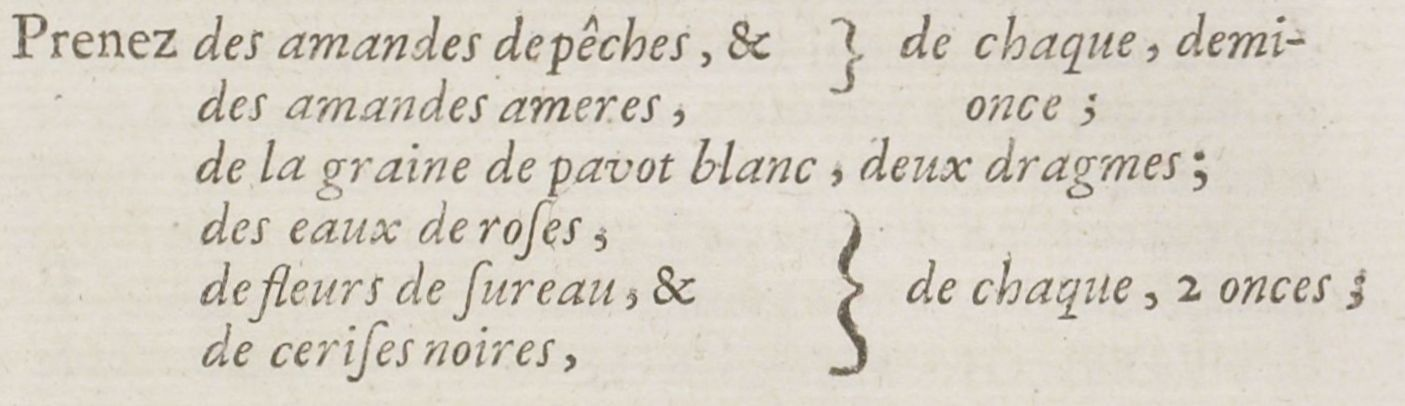 Prenez des amandes de pêches, & } de chaque, demi-
des amandes ameres, once ;
de la graine de pavot blanc, deux dragmes ;
des eaux de roſes,
de fleurs de ſureau, & } de chaque, 2 onces ;
de ceriſes noires,